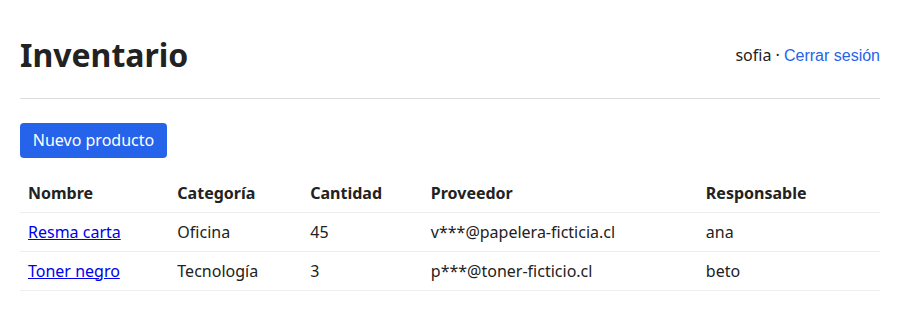 Inventario
sofia · Cerrar sesión
Nuevo producto
Nombre Categoría Cantidad Proveedor Responsable
Resma carta Oficina 45 v***@papelera-ficticia.cl ana
Toner negro Tecnología 3 p***@toner-ficticio.cl beto